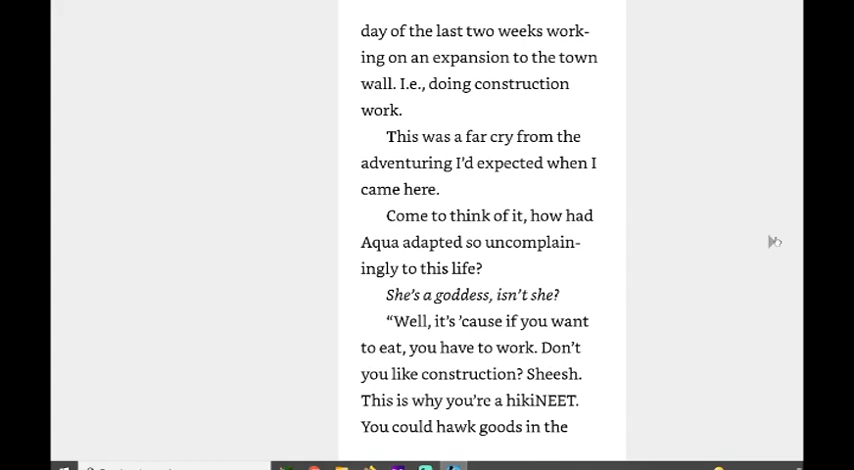 day of the last two weeks work-
ing on an expansion to the town
wall. I.e., doing construction
work.
This was a far cry from the
adventuring I’d expected when I
came here.
Come to think of it, how had
Aqua adapted so uncomplain-
ingly to this life?
She’s a goddess, isn’t she?
“Well, it’s ’cause if you want
to eat, you have to work. Don’t
you like construction? Sheesh.
This is why you’re a hikiNEET.
You could hawk goods in the